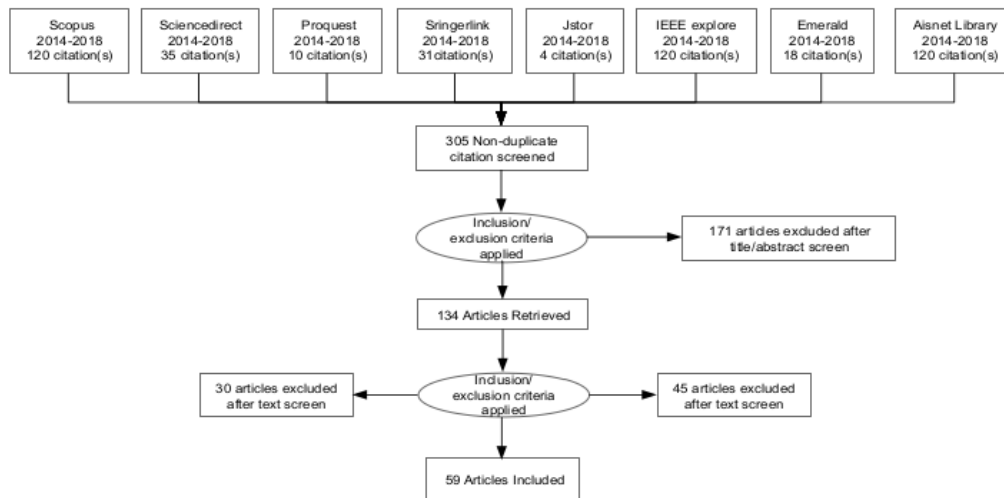 Scopus
2014-2018
120 citation(s)
Sciencedirect
2014-2018
35 citation(s)
Proquest
2014-2018
10 citation(s)
Sringerlink
2014-2018
31citation(s)
Jstor
2014-2018
4 citation(s)
IEEE explore
2014-2018
120 citation(s)
Emerald
2014-2018
18 citation(s)
Aisnet Library
2014-2018
120 citation(s)
305 Non-duplicate
citation screened
Inclusion/
exclusion criteria
applied
171 articles excluded after
title/abstract screen
134 Articles Retrieved
30 articles excluded
after text screen
Inclusion/
exclusion criteria
applied
45 articles excluded
after text screen
59 Articles Included